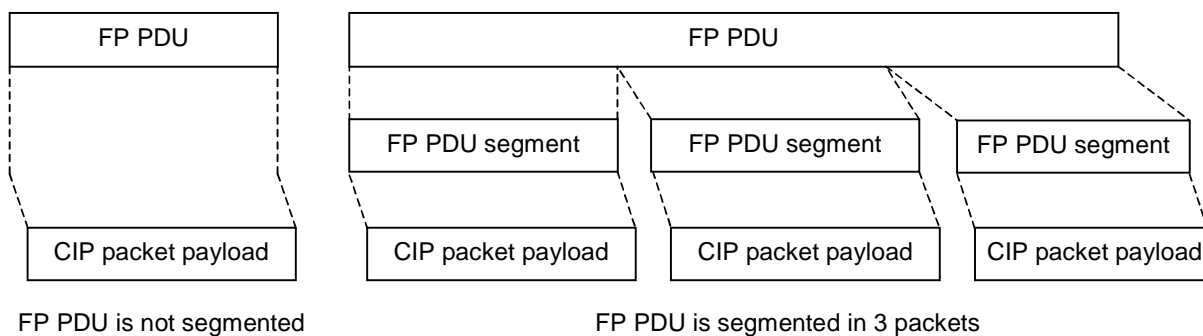 FP PDU
FP PDU
FP PDU segment
FP PDU segment
FP PDU segment
CIP packet payload
CIP packet payload
CIP packet payload
CIP packet payload
FP PDU is not segmented
FP PDU is segmented in 3 packets